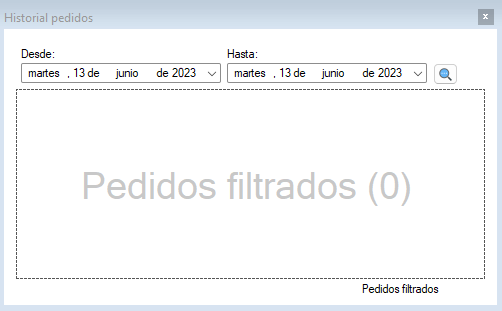 Historial pedidos
Desde: Hasta:
martes , 13 de junio de 2023 martes , 13 de junio de 2023
Pedidos filtrados (0)
Pedidos filtrados